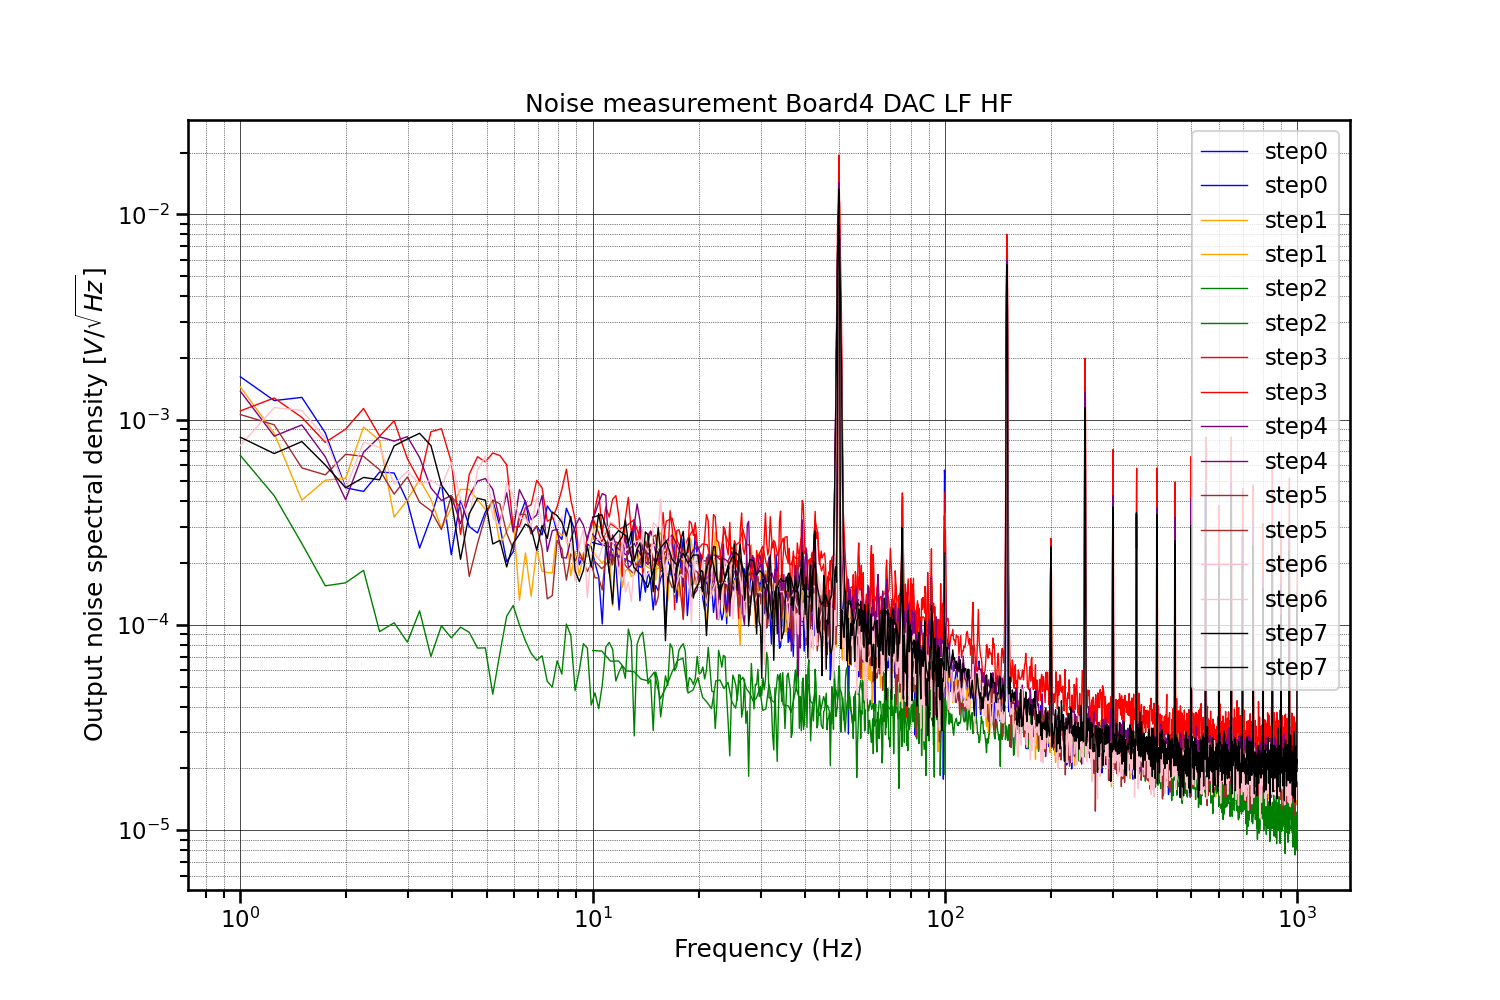 Noise measurement Board4 DAC LF HF
Output noise spectral density [V/√Hz]
10⁻²
10⁻³
10⁻⁴
10⁻⁵
step0
step0
step1
step1
step2
step2
step3
step3
step4
step4
step5
step5
step6
step6
step7
step7
10⁰ 10¹ 10² 10³
Frequency (Hz)